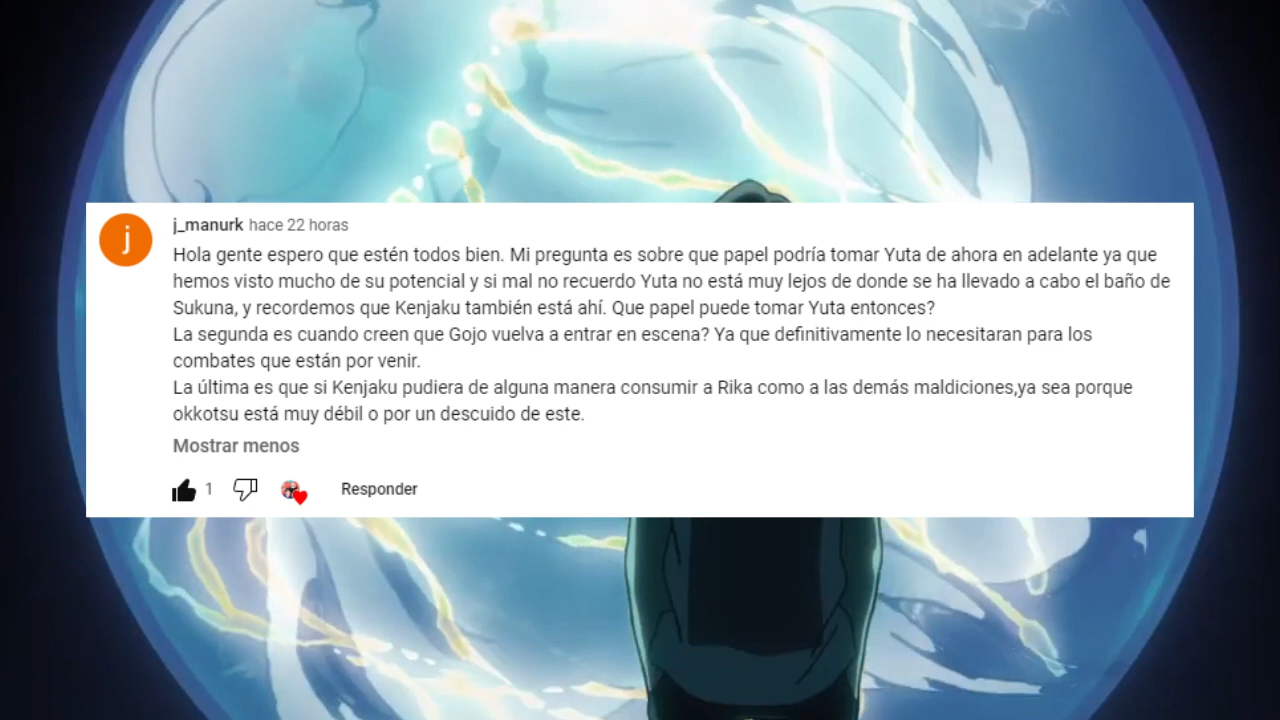 j
j_manurk hace 22 horas
Hola gente espero que estén todos bien. Mi pregunta es sobre que papel podría tomar Yuta de ahora en adelante ya que
hemos visto mucho de su potencial y si mal no recuerdo Yuta no está muy lejos de donde se ha llevado a cabo el baño de
Sukuna, y recordemos que Kenjaku también está ahí. Que papel puede tomar Yuta entonces?
La segunda es cuando creen que Gojo vuelva a entrar en escena? Ya que definitivamente lo necesitaran para los
combates que están por venir.
La última es que si Kenjaku pudiera de alguna manera consumir a Rika como a las demás maldiciones,ya sea porque
okkotsu está muy débil o por un descuido de este.
Mostrar menos
1 Responder